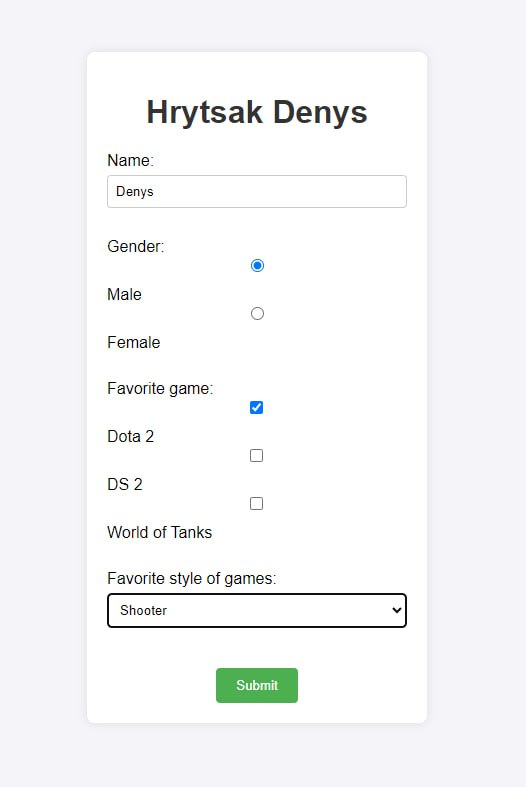 Hrytsak Denys
Name:
Denys
Gender:
Male
Female
Favorite game:
Dota 2
DS 2
World of Tanks
Favorite style of games:
Shooter
Submit